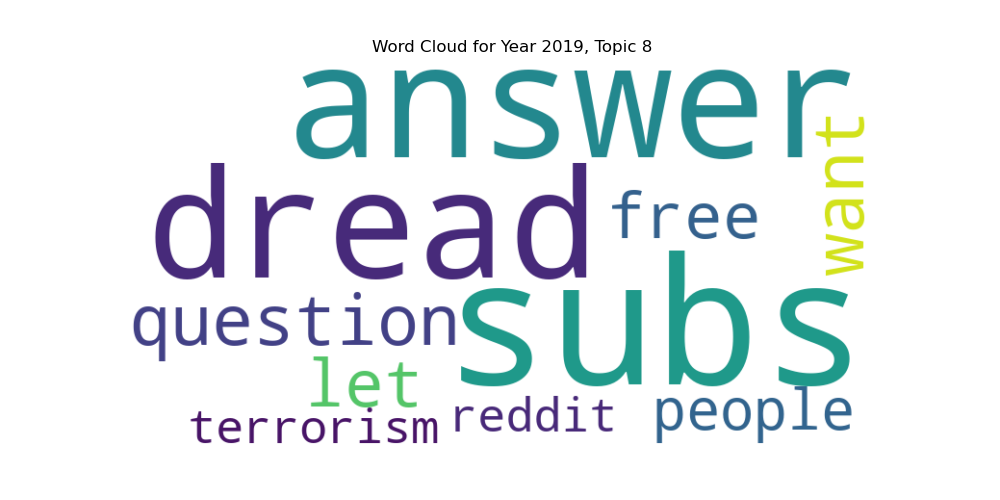 Word Cloud for Year 2019, Topic 8
answer
want
dread
free
subs
question
let
people
reddit
terrorism